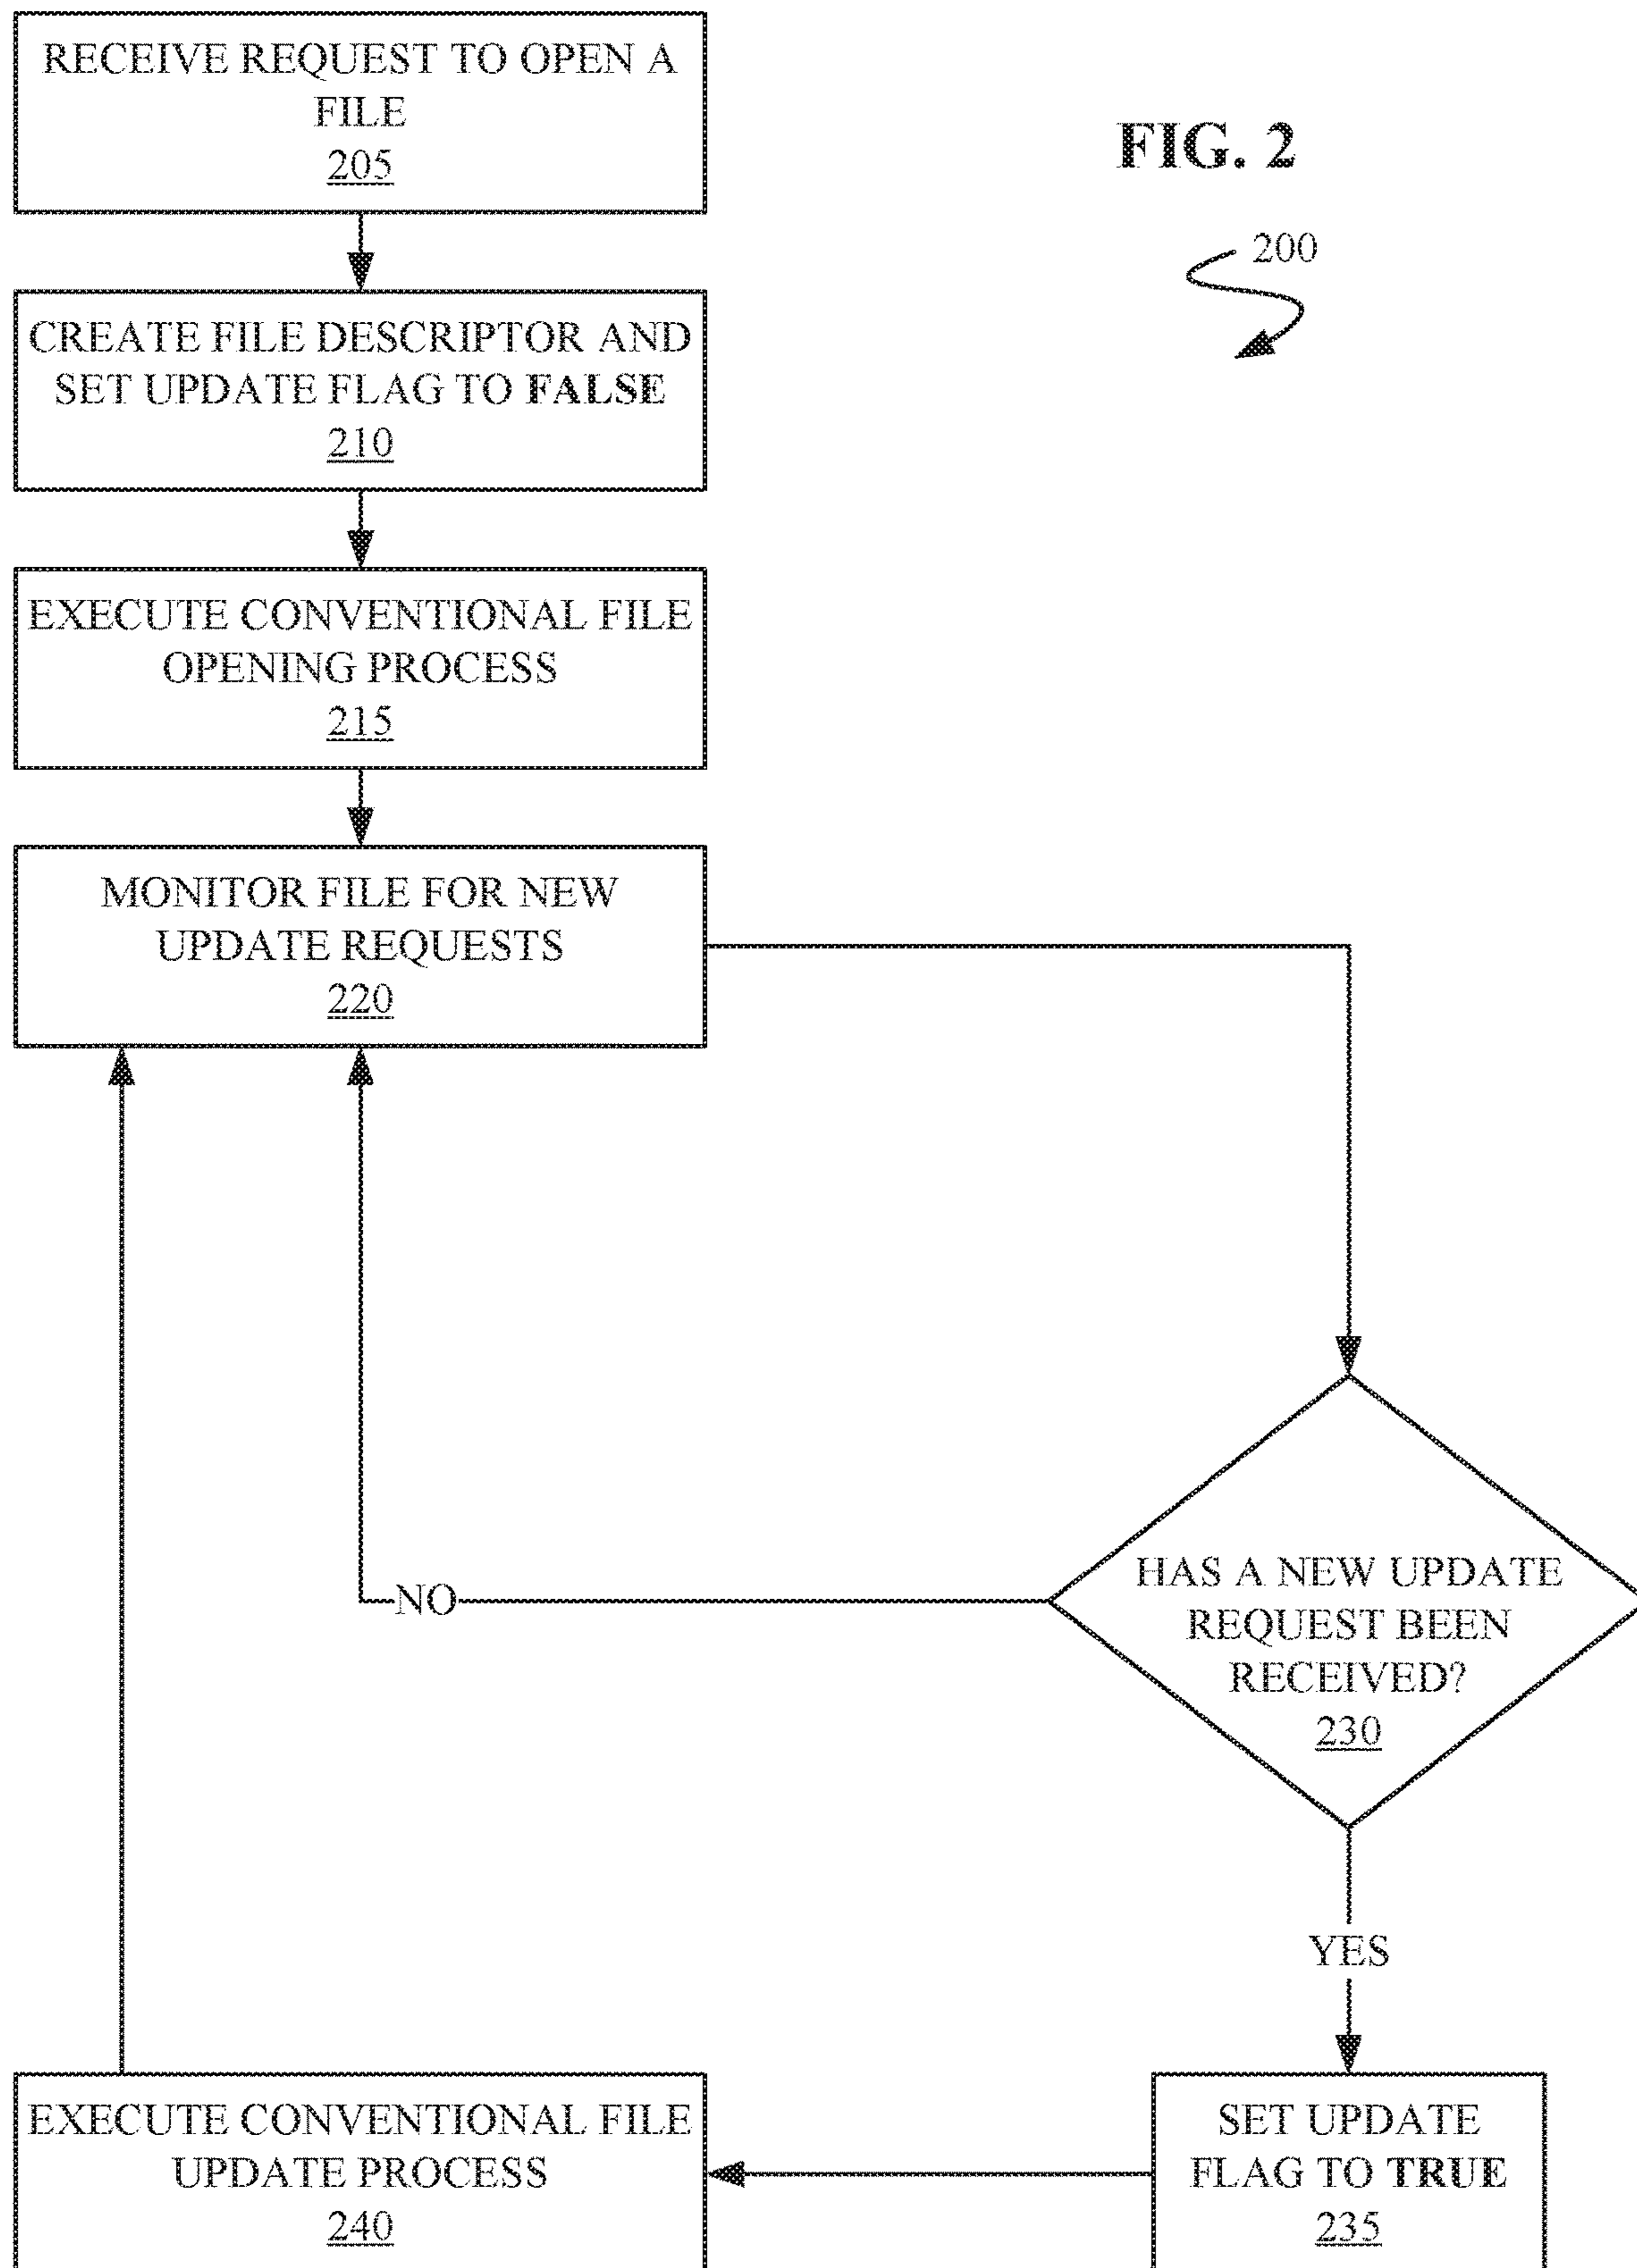 RECEIVE REQUEST TO OPEN A
FILE
205
FIG. 2
200
CREATE FILE DESCRIPTOR AND
SET UPDATE FLAG TO FALSE
210
EXECUTE CONVENTIONAL FILE
OPENING PROCESS
215
MONITOR FILE FOR NEW
UPDATE REQUESTS
220
HAS A NEW UPDATE
REQUEST BEEN
RECEIVED?
230
NO
YES
SET UPDATE
FLAG TO TRUE
235
EXECUTE CONVENTIONAL FILE
UPDATE PROCESS
240